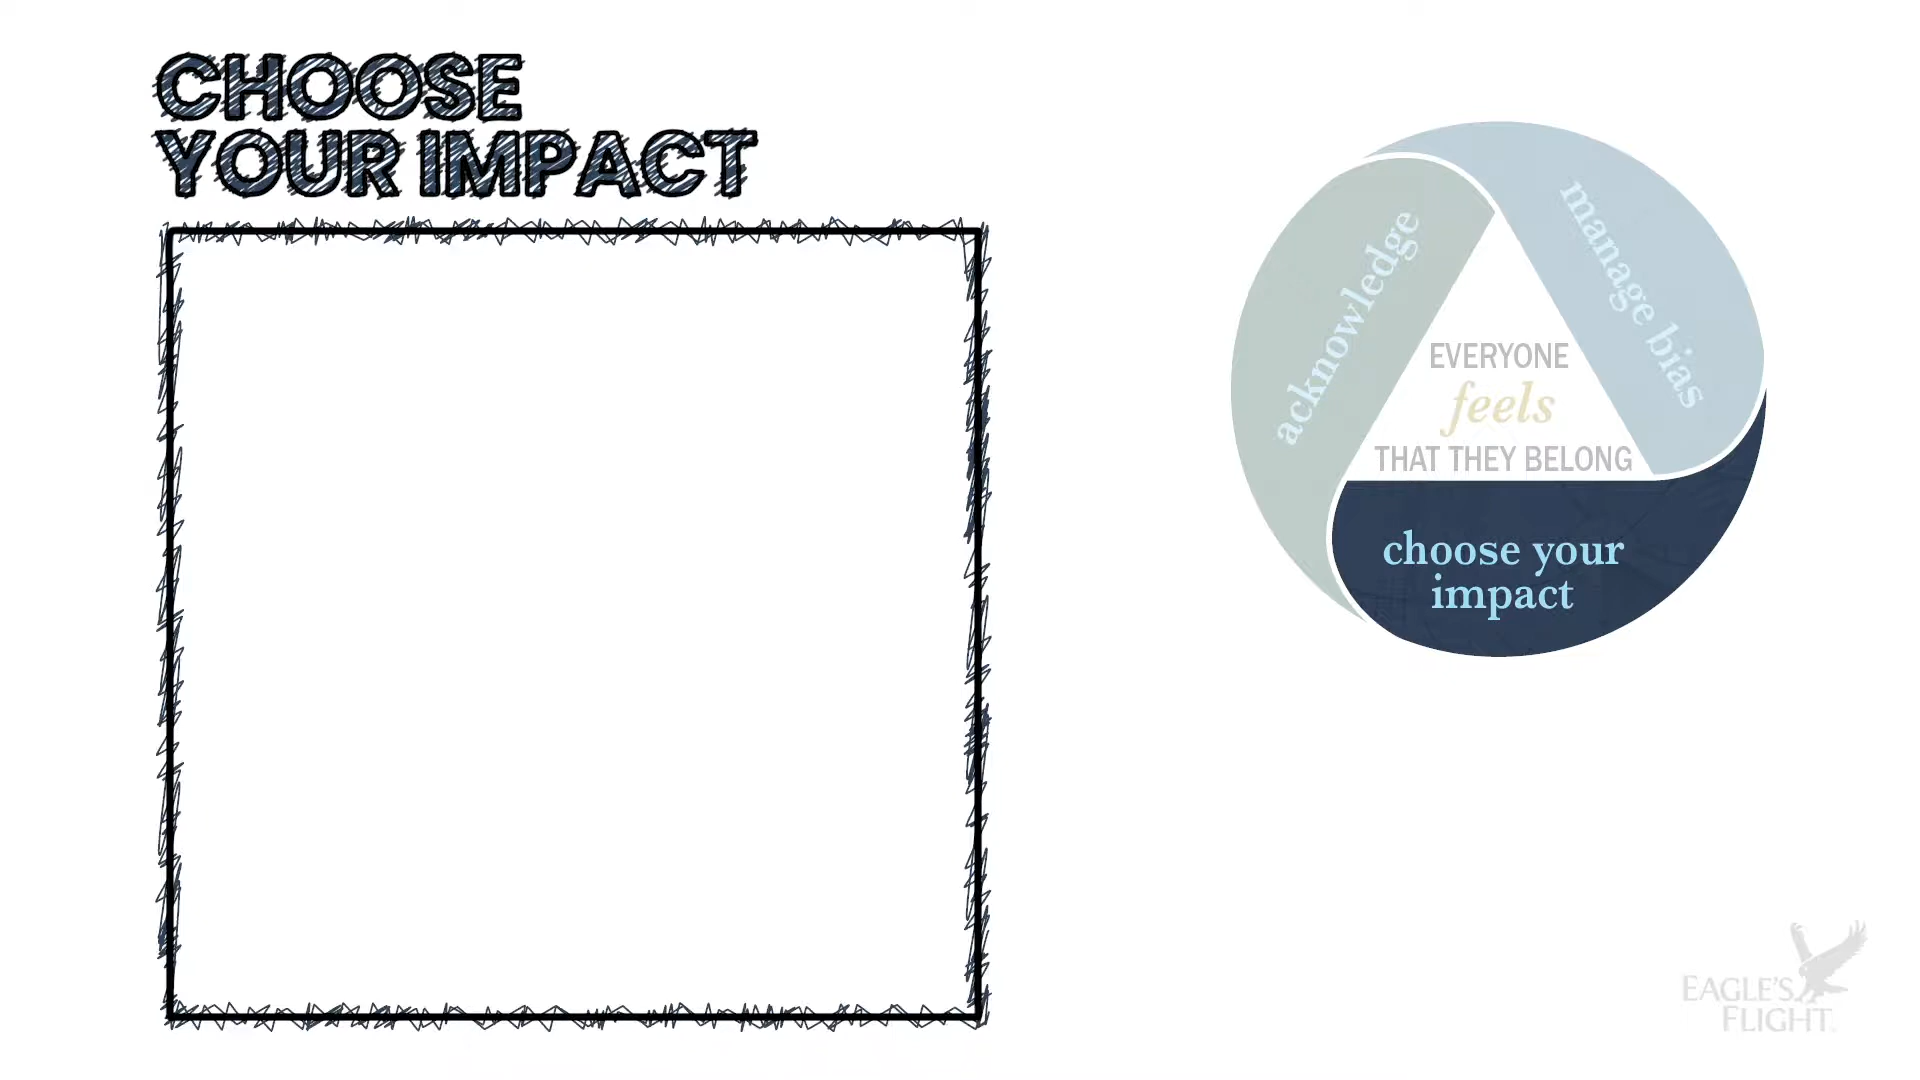 CHOOSE
YOUR IMPACT
acknowledge
manage bias
EVERYONE
feels
THAT THEY BELONG
choose your
impact
EAGLE'S
FLIGHT